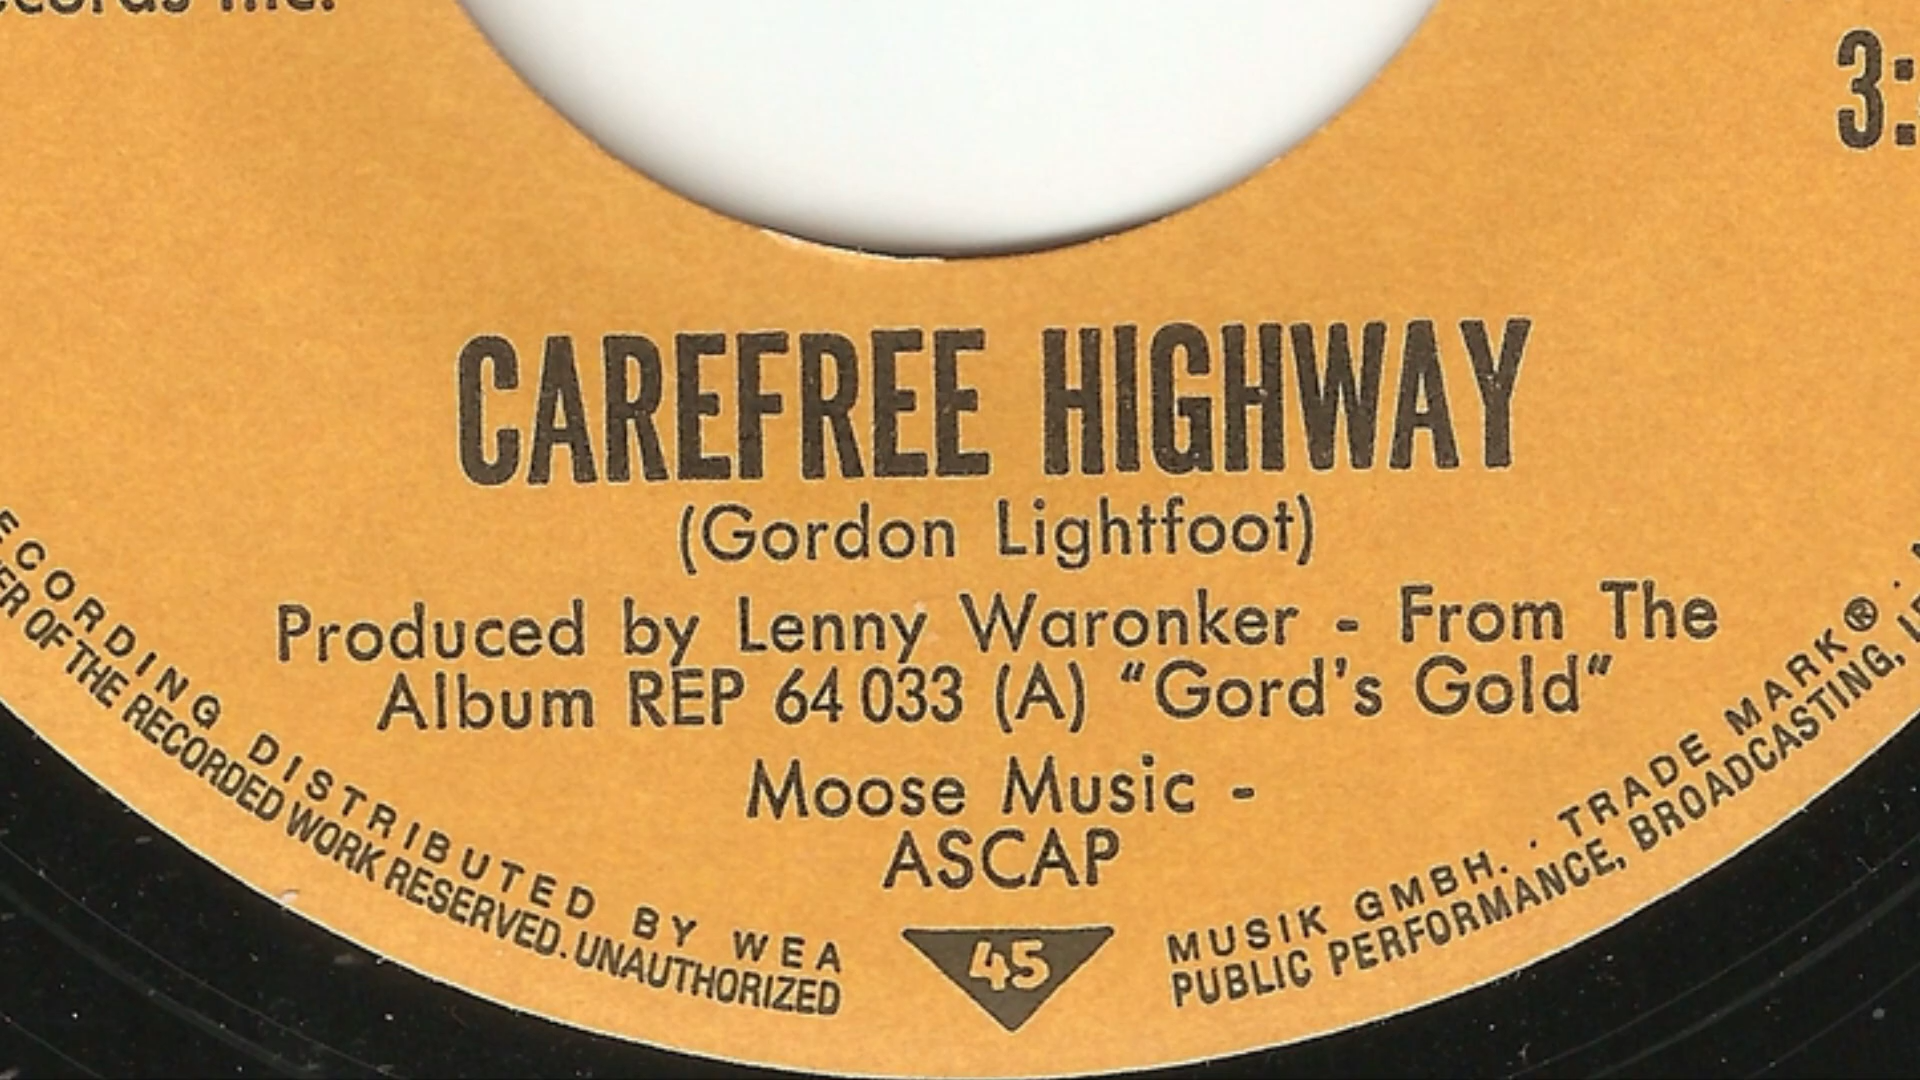 3:
CAREFREE HIGHWAY
(Gordon Lightfoot)
Produced by Lenny Waronker - From The
Album REP 64 033 (A) “Gord's Gold“
Moose Music -
ASCAP
45
DISTRIBUTED BY WEA MUSIK GMBH. · TRADE MARK ® ·
OF THE RECORDED WORK RESERVED. UNAUTHORIZED PUBLIC PERFORMANCE, BROADCASTING,